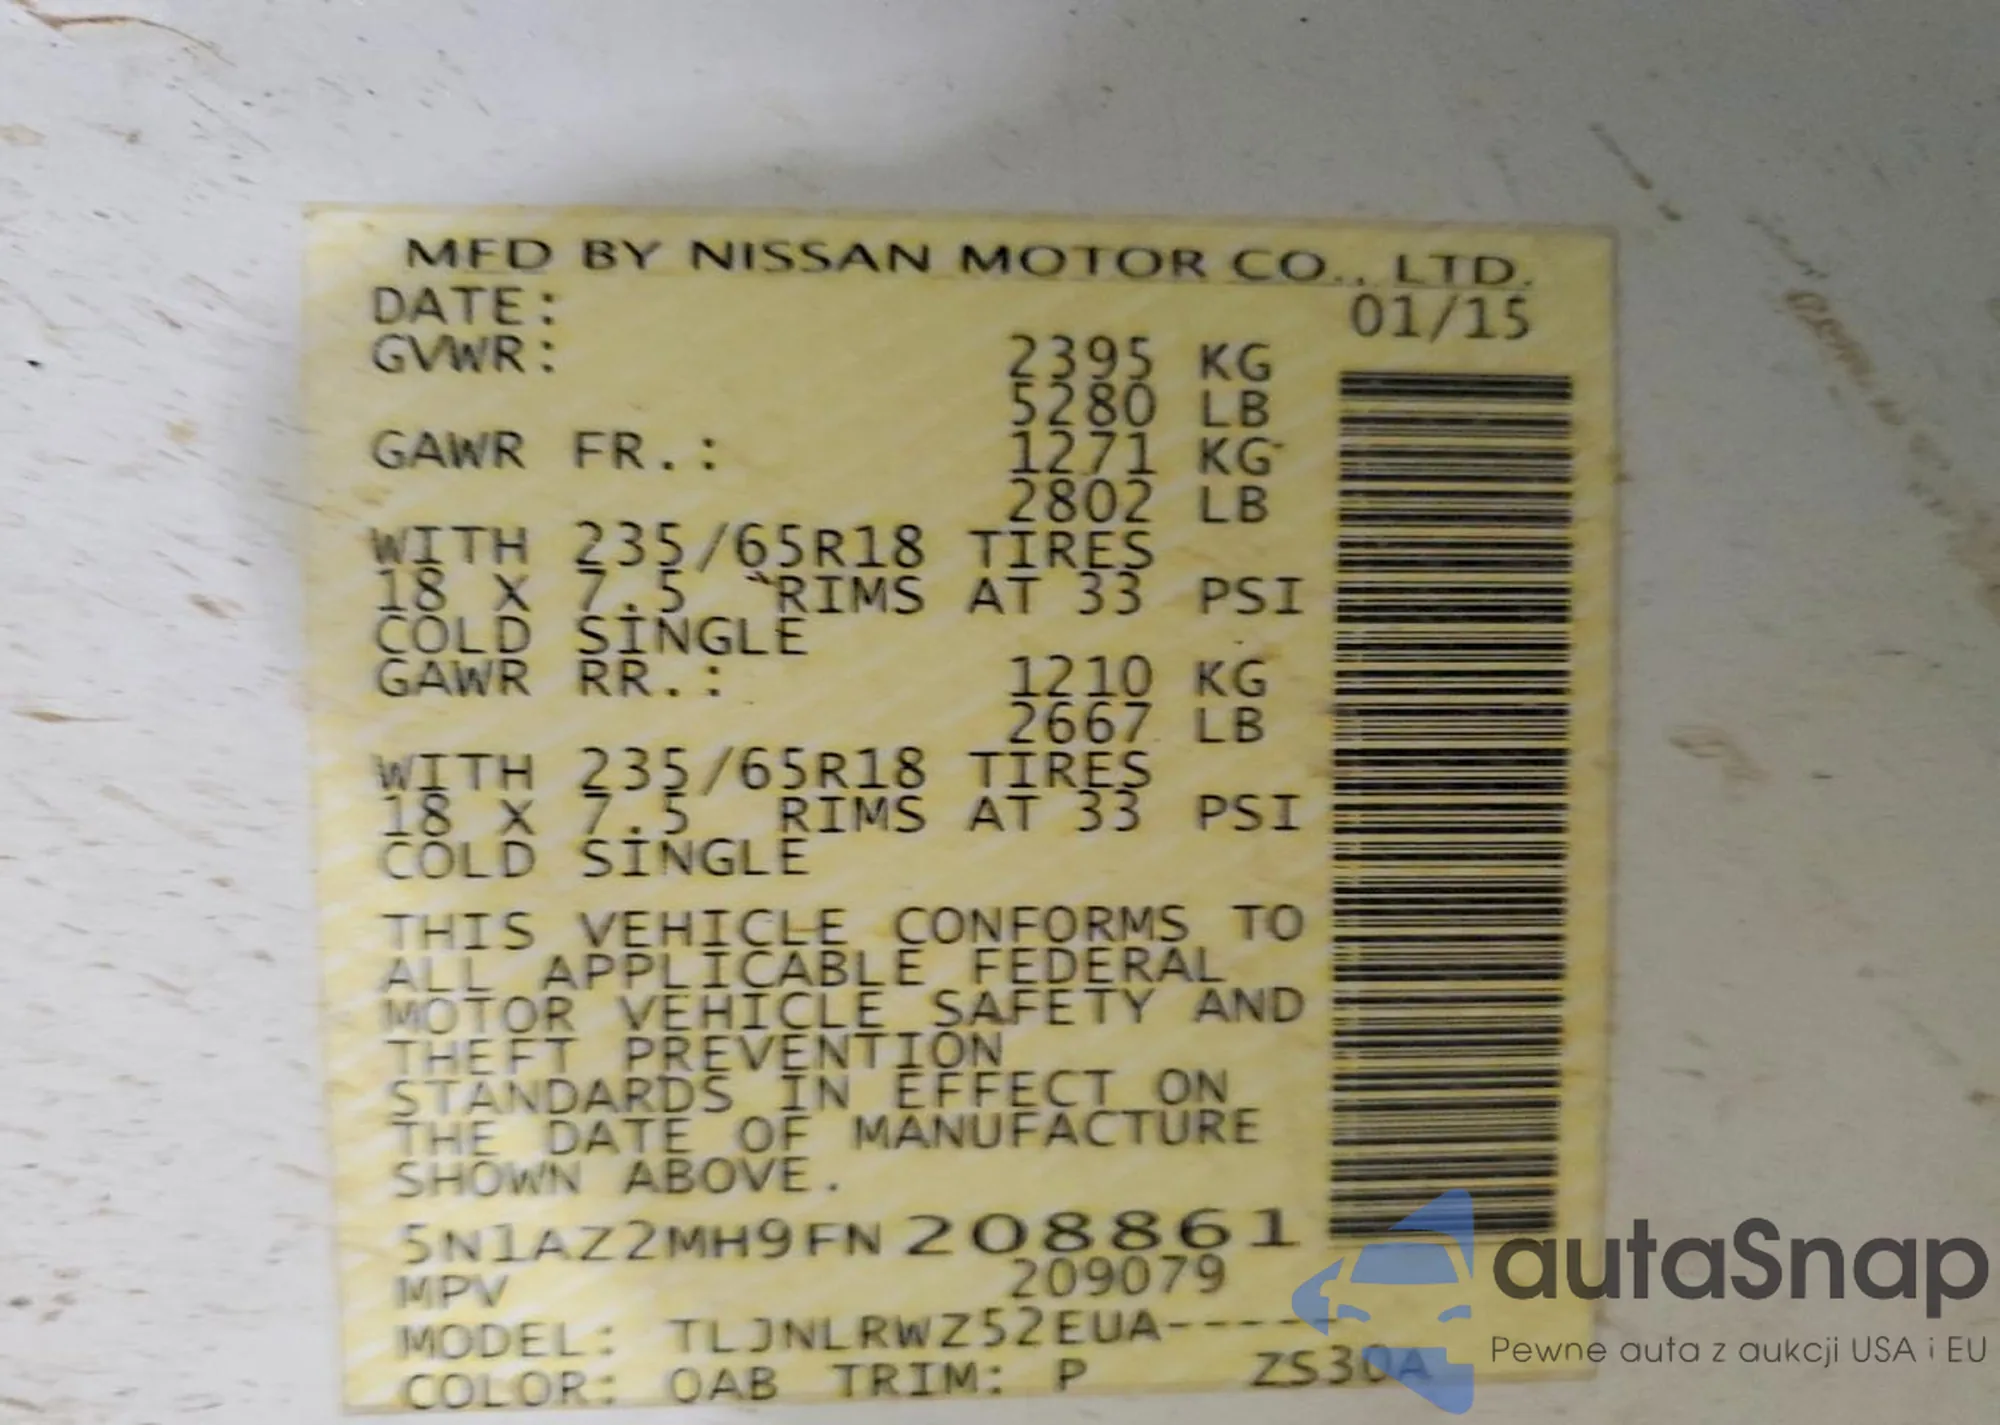 MFD BY NISSAN MOTOR CO., LTD.
DATE: 01/15
GVWR: 2395 KG
5280 LB
GAWR FR.: 1271 KG
2802 LB
WITH 235/65R18 TIRES
18 X 7.5 RIMS AT 33 PSI
COLD SINGLE
GAWR RR.: 1210 KG
2667 LB
WITH 235/65R18 TIRES
18 X 7.5 RIMS AT 33 PSI
COLD SINGLE
THIS VEHICLE CONFORMS TO
ALL APPLICABLE FEDERAL
MOTOR VEHICLE SAFETY AND
THEFT PREVENTION
STANDARDS IN EFFECT ON
THE DATE OF MANUFACTURE
SHOWN ABOVE.
5N1AZ2MH9FN208861
MPV 209079
MODEL: TLJNLRWZ52EUA-----
COLOR: QAB TRIM: P ZS30A
autaSnap
Pewne auta z aukcji USA i EU